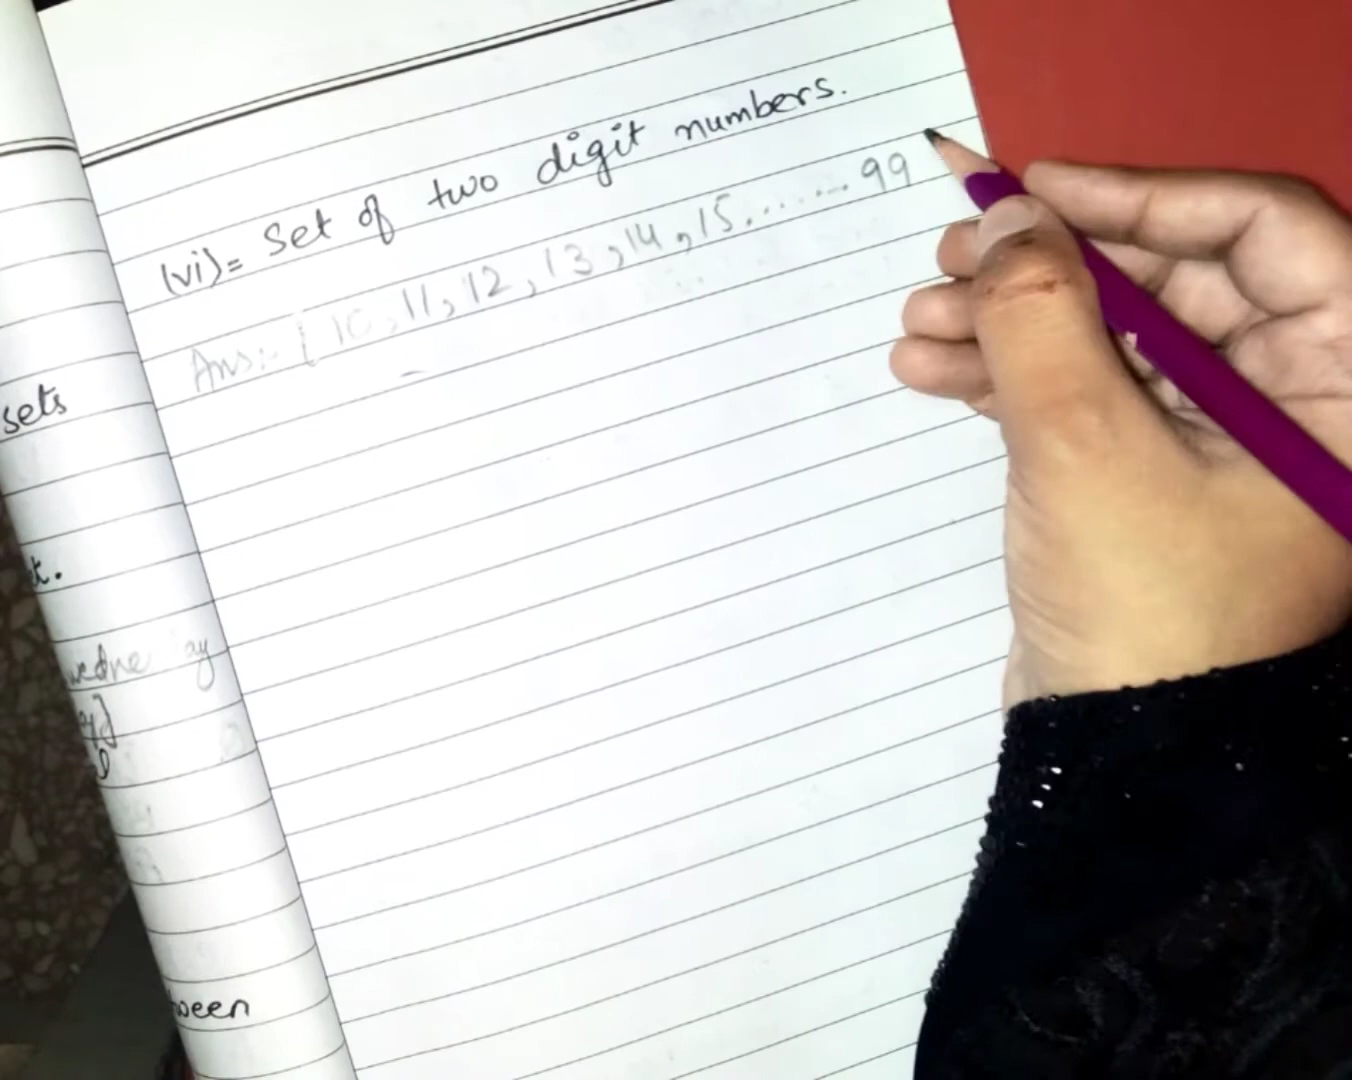 (vi)= Set of two digit numbers.
Ans:- [ 10, 11, 12, 13, 14, 15....... 99
sets
ween